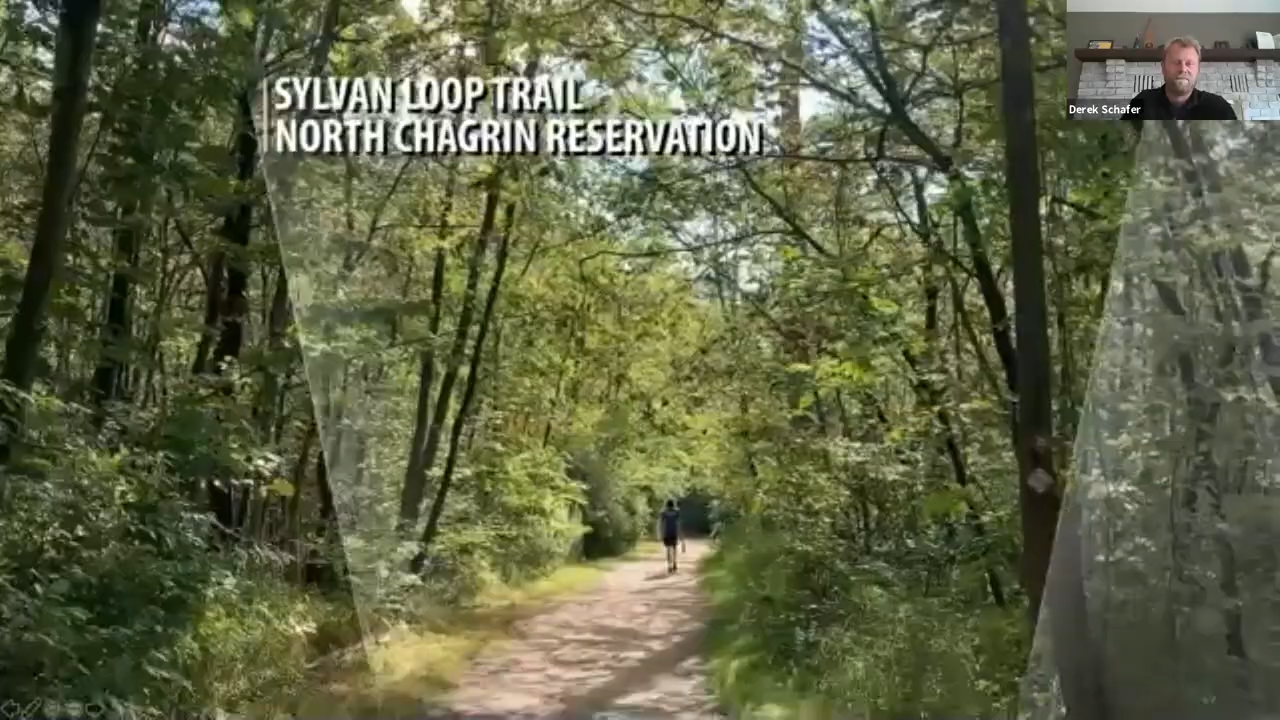 SYLVAN LOOP TRAIL
NORTH CHAGRIN RESERVATION
Derek Schafer